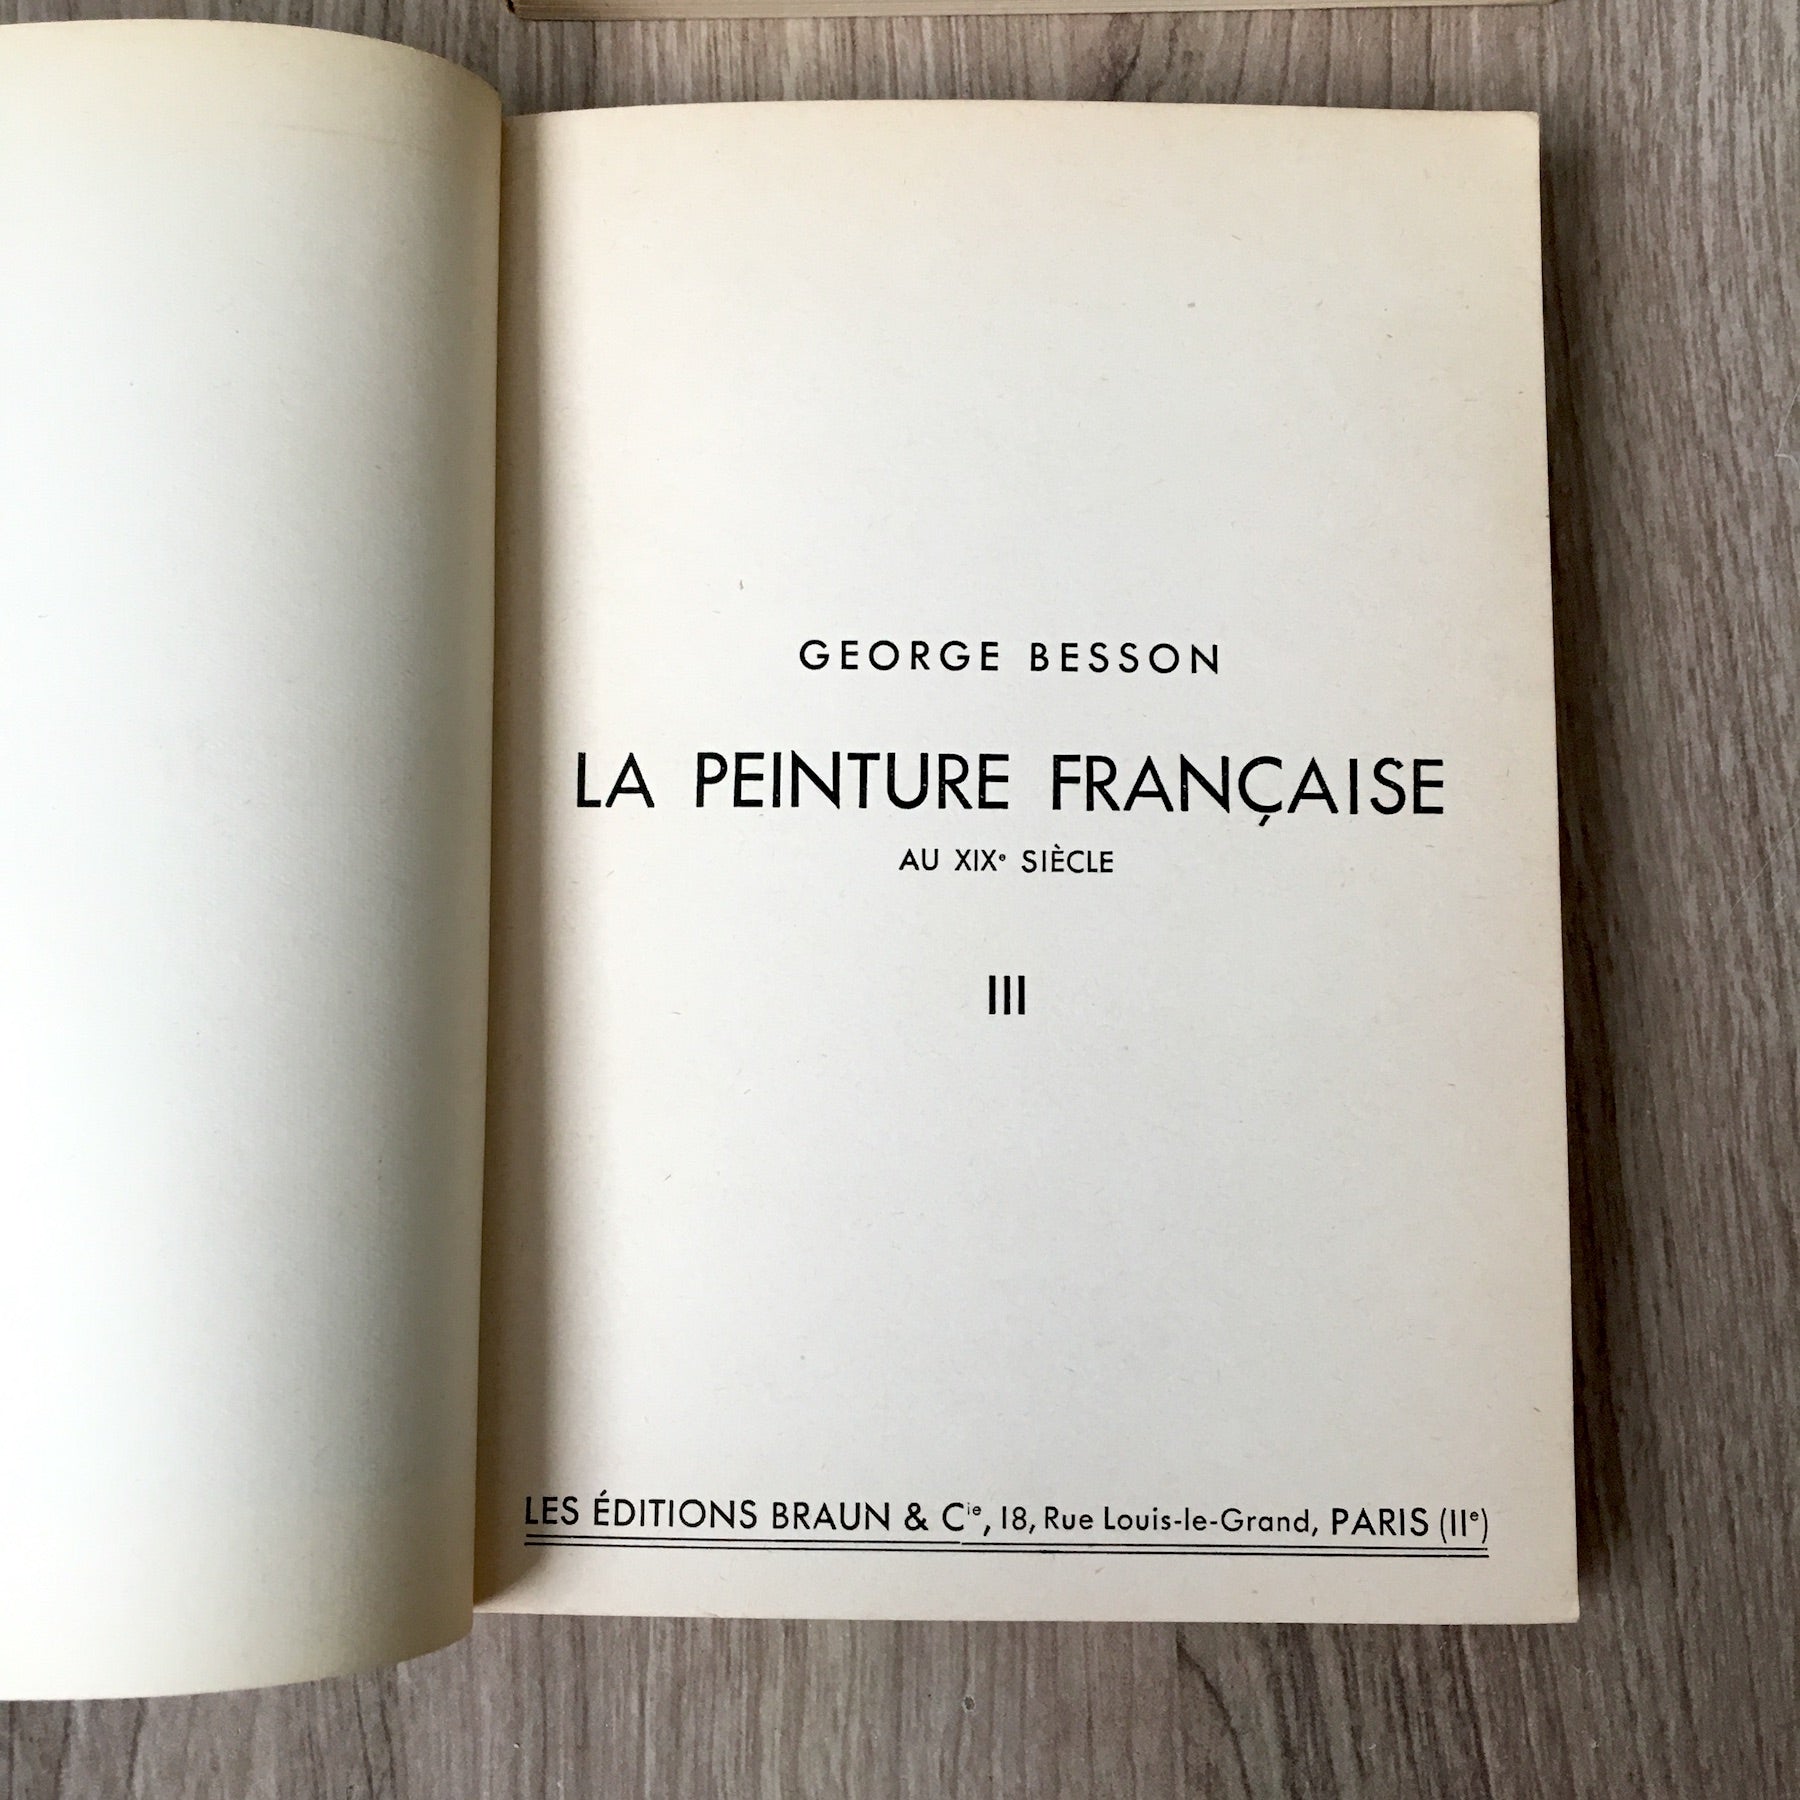 GEORGE BESSON
LA PEINTURE FRANÇAISE
AU XIXe SIÈCLE
III
LES ÉDITIONS BRAUN & Cie, 18, Rue Louis-le-Grand, PARIS (IIe)